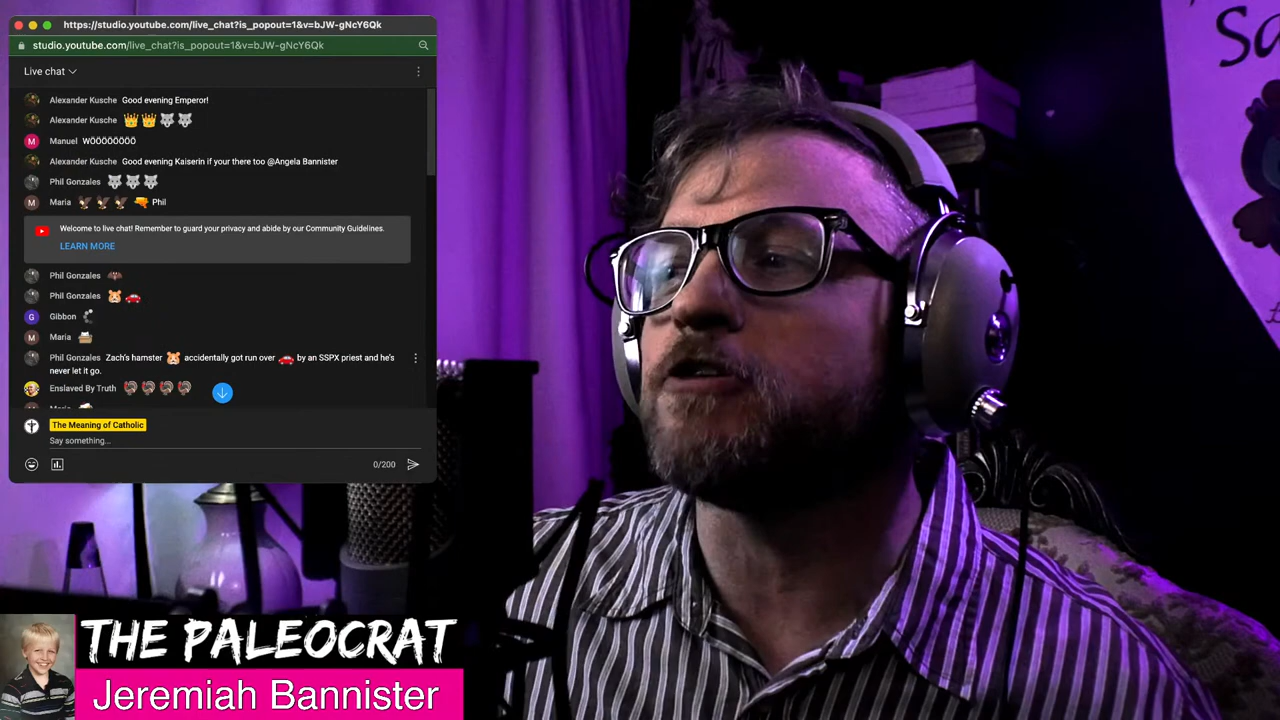 https://studio.youtube.com/live_chat?is_popout=1&v=bJW-gNcY6Qk
studio.youtube.com/live_chat?is_popout=1&v=bJW-gNcY6Qk
Live chat
Alexander Kusche Good evening Emperor!
Alexander Kusche 👑👑🐺🐺
M Manuel WÖÖÖÖÖÖÖÖ
Alexander Kusche Good evening Kaiserin if your there too @Angela Bannister
Phil Gonzales 🐺🐺🐺
M Maria 🦅🦅🦅 🔫 Phil
Welcome to live chat! Remember to guard your privacy and abide by our Community Guidelines.
LEARN MORE
Phil Gonzales 🦇
Phil Gonzales 🐹🚗
G Gibbon
M Maria
Phil Gonzales Zach's hamster 🐹 accidentally got run over 🚗 by an SSPX priest and he's
never let it go.
Enslaved By Truth 🦃🦃🦃🦃
The Meaning of Catholic
Say something...
0/200
THE PALEOCRAT
Jeremiah Bannister